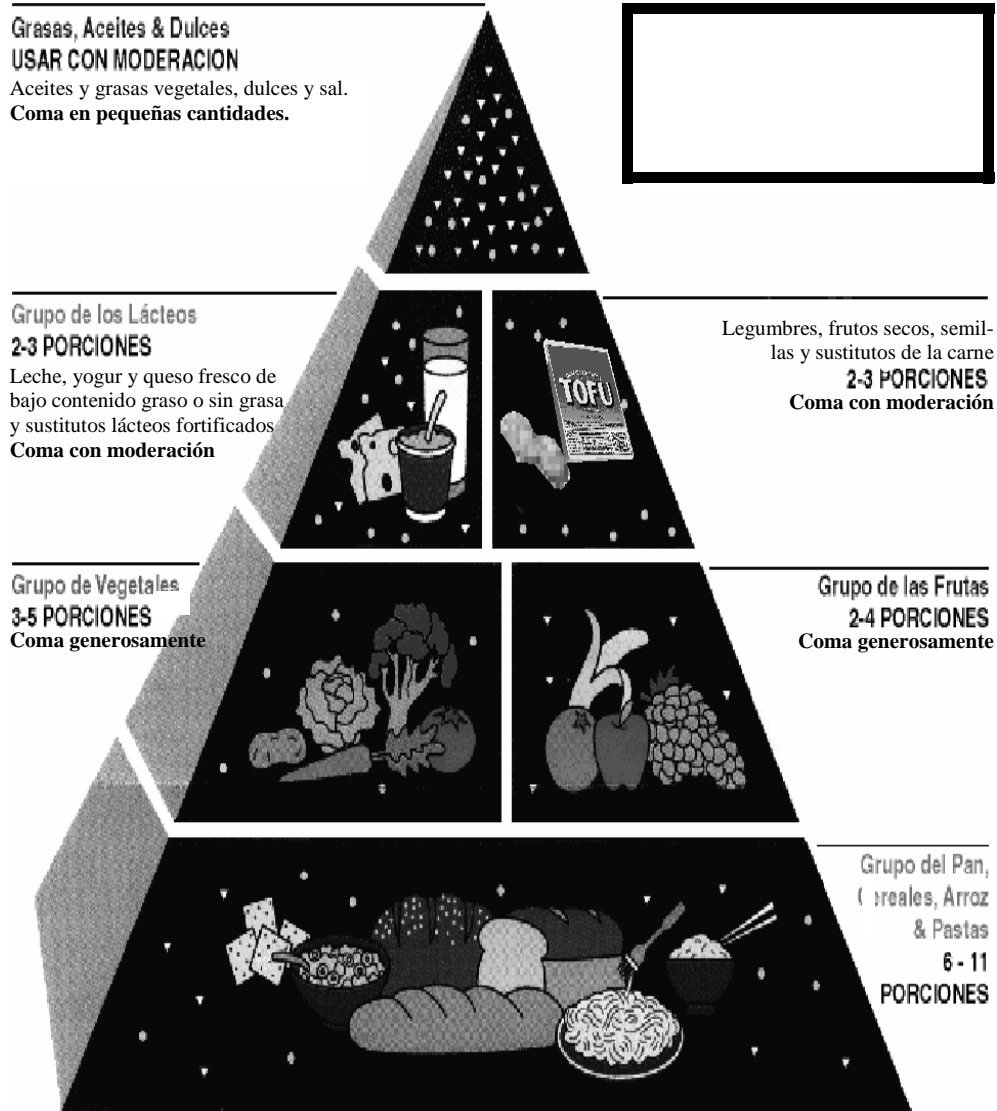 Grasas, Aceites & Dulces
USAR CON MODERACION
Aceites y grasas vegetales, dulces y sal.
Coma en pequeñas cantidades.
Grupo de los Lácteos
2-3 PORCIONES
Leche, yogur y queso fresco de
bajo contenido graso o sin grasa
y sustitutos lácteos fortificados
Coma con moderación
Legumbres, frutos secos, semil-
las y sustitutos de la carne
2-3 PORCIONES
Coma con moderación
TOFU
Grupo de Vegetales
3-5 PORCIONES
Coma generosamente
Grupo de las Frutas
2-4 PORCIONES
Coma generosamente
Grupo del Pan,
Cereales, Arroz
& Pastas
6 - 11
PORCIONES